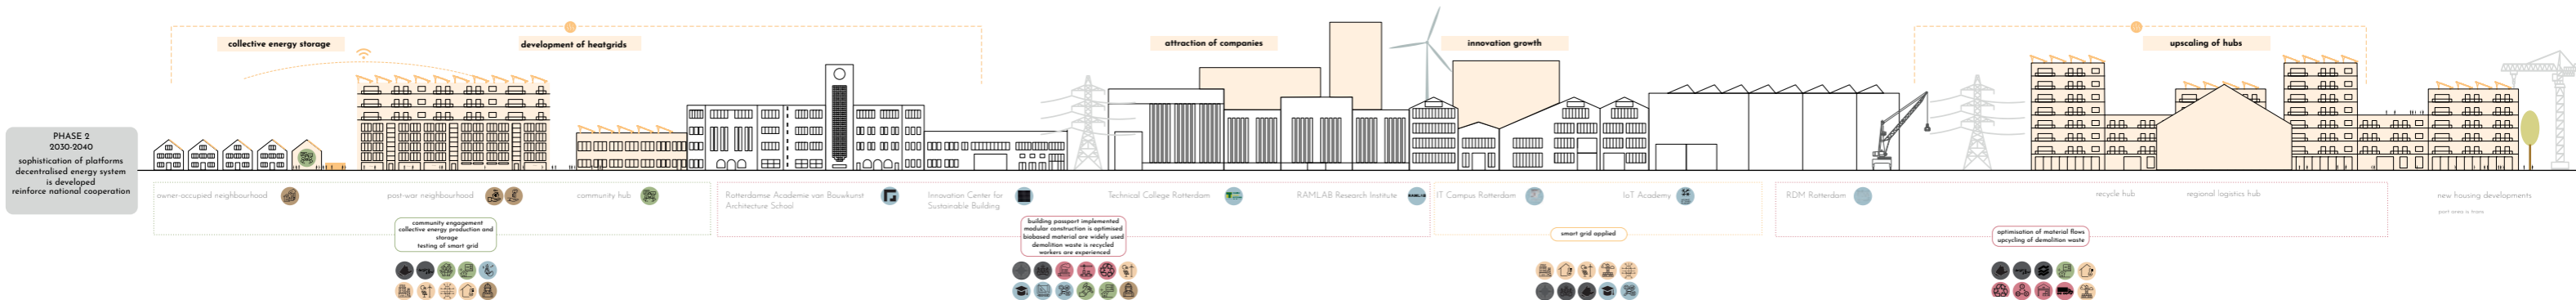 collective energy storage
development of heatgrids
attraction of companies
innovation growth
upscaling of hubs
PHASE 2
2030-2040
sophistication of platforms
decentralised energy system
is developed
reinforce national cooperation
owner-occupied neighbourhood
post-war neighbourhood
community hub
Rotterdamse Academie van Bouwkunst
Architecture School
Innovation Center for
Sustainable Building
Technical College Rotterdam
RAMLAB Research Institute
RAMLAB
IT Campus Rotterdam
IoT Academy
RDM Rotterdam
recycle hub
regional logistics hub
new housing developments
port area is trans
community engagement
collective energy production and
storage
testing of smart grid
building passport implemented
modular construction is optimised
biobased material are widely used
demolition waste is recycled
workers are experienced
smart grid applied
optimisation of material flows
upcycling of demolition waste